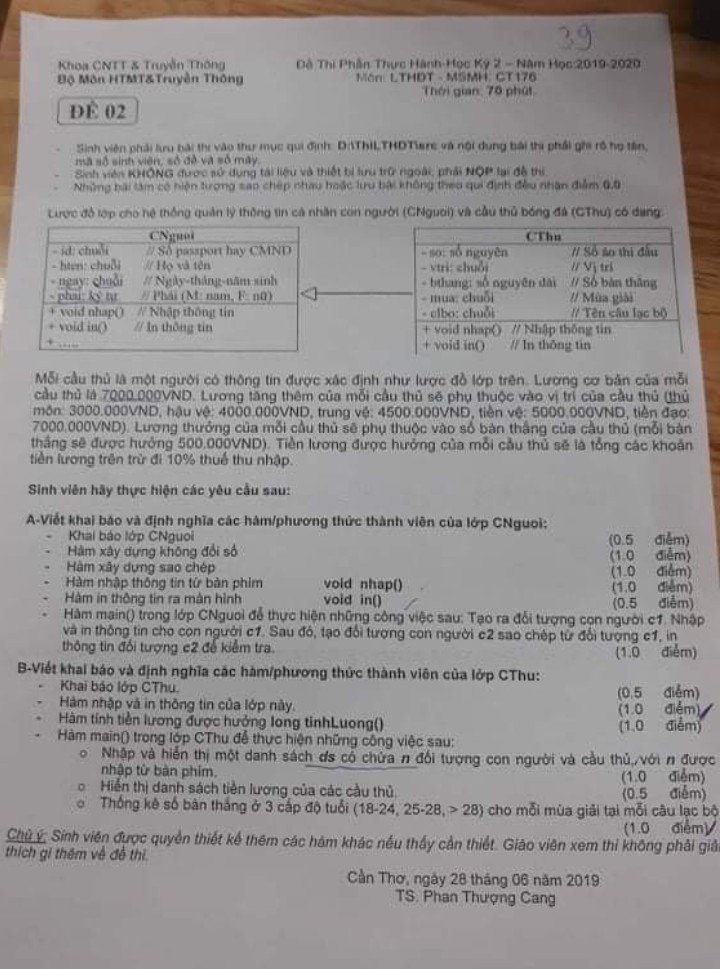 39
Khoa CNTT & Truyền Thông
Đề Thi Phần Thực Hành-Học Kỳ 2 – Năm Học:2019-2020
Bộ Môn HTMT&Truyền Thông
Môn: LTHĐT - MSMH: CT176
Thời gian: 70 phút.
ĐỀ 02
- Sinh viên phải lưu bài thi vào thư mục qui định: D:\ThiLTHDT\src và nội dung bài thi phải ghi rõ họ tên,
mã số sinh viên, số đề và số máy.
- Sinh viên KHÔNG được sử dụng tài liệu và thiết bị lưu trữ ngoài; phải NỘP lại đề thi.
- Những bài làm có hiện tượng sao chép nhau hoặc lưu bài không theo qui định đều nhận điểm 0.0
Lược đồ lớp cho hệ thống quản lý thông tin cá nhân con người (CNguoi) và cầu thủ bóng đá (CThu) có dạng:
CNguoi
- id: chuỗi // Số passport hay CMND
- hten: chuỗi // Họ và tên
- ngay: chuỗi // Ngày-tháng-năm sinh
- phai: ký tự // Phái (M: nam, F: nữ)
+ void nhap() // Nhập thông tin
+ void in() // In thông tin
+ .....
CThu
- so: số nguyên // Số áo thi đấu
- vtri: chuỗi // Vị trí
- bthang: số nguyên dài // Số bàn thắng
- mua: chuỗi // Mùa giải
- clbo: chuỗi // Tên câu lạc bộ
+ void nhap() // Nhập thông tin
+ void in() // In thông tin
Mỗi cầu thủ là một người có thông tin được xác định như lược đồ lớp trên. Lương cơ bản của mỗi
cầu thủ là 7000.000VND. Lương tăng thêm của mỗi cầu thủ sẽ phụ thuộc vào vị trí của cầu thủ (thủ
môn: 3000.000VND, hậu vệ: 4000.000VND, trung vệ: 4500.000VND, tiền vệ: 5000.000VND, tiền đạo:
7000.000VND). Lương thưởng của mỗi cầu thủ sẽ phụ thuộc vào số bàn thắng của cầu thủ (mỗi bàn
thắng sẽ được hưởng 500.000VND). Tiền lương được hưởng của mỗi cầu thủ sẽ là tổng các khoản
tiền lương trên trừ đi 10% thuế thu nhập.
Sinh viên hãy thực hiện các yêu cầu sau:
A-Viết khai báo và định nghĩa các hàm/phương thức thành viên của lớp CNguoi:
- Khai báo lớp CNguoi (0.5 điểm)
- Hàm xây dựng không đối số (1.0 điểm)
- Hàm xây dựng sao chép (1.0 điểm)
- Hàm nhập thông tin từ bàn phím void nhap() (1.0 điểm)
- Hàm in thông tin ra màn hình void in() (0.5 điểm)
- Hàm main() trong lớp CNguoi để thực hiện những công việc sau: Tạo ra đối tượng con người c1. Nhập
và in thông tin cho con người c1. Sau đó, tạo đối tượng con người c2 sao chép từ đối tượng c1, in
thông tin đối tượng c2 để kiểm tra. (1.0 điểm)
B-Viết khai báo và định nghĩa các hàm/phương thức thành viên của lớp CThu:
- Khai báo lớp CThu. (0.5 điểm)
- Hàm nhập và in thông tin của lớp này. (1.0 điểm)
- Hàm tính tiền lương được hưởng long tinhLuong() (1.0 điểm)
- Hàm main() trong lớp CThu để thực hiện những công việc sau:
o Nhập và hiển thị một danh sách ds có chứa n đối tượng con người và cầu thủ, với n được
nhập từ bàn phím. (1.0 điểm)
o Hiển thị danh sách tiền lương của các cầu thủ. (0.5 điểm)
o Thống kê số bàn thắng ở 3 cấp độ tuổi (18-24, 25-28, > 28) cho mỗi mùa giải tại mỗi câu lạc bộ
(1.0 điểm)
Chú ý: Sinh viên được quyền thiết kế thêm các hàm khác nếu thấy cần thiết. Giáo viên xem thi không phải giải
thích gì thêm về đề thi.
Cần Thơ, ngày 28 tháng 06 năm 2019
TS. Phan Thượng Cang